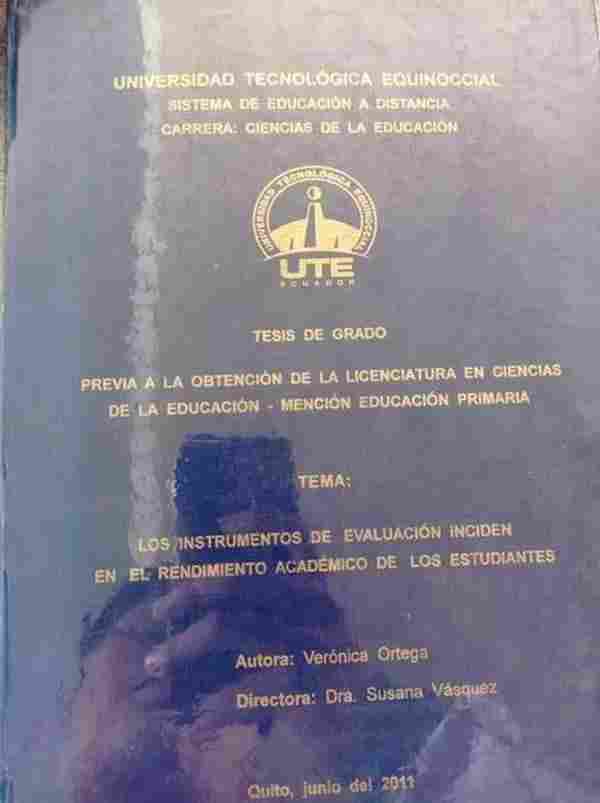 UNIVERSIDAD TECNOLÓGICA EQUINOCCIAL
SISTEMA DE EDUCACIÓN A DISTANCIA
CARRERA: CIENCIAS DE LA EDUCACIÓN
UNIVERSIDAD TECNOLÓGICA EQUINOCCIAL
UTE
ECUADOR
TESIS DE GRADO
PREVIA A LA OBTENCIÓN DE LA LICENCIATURA EN CIENCIAS
DE LA EDUCACIÓN - MENCIÓN EDUCACIÓN PRIMARIA
TEMA:
LOS INSTRUMENTOS DE EVALUACIÓN INCIDEN
EN EL RENDIMIENTO ACADÉMICO DE LOS ESTUDIANTES
Autora: Verónica Ortega
Directora: Dra. Susana Vásquez
Quito, junio del 2011